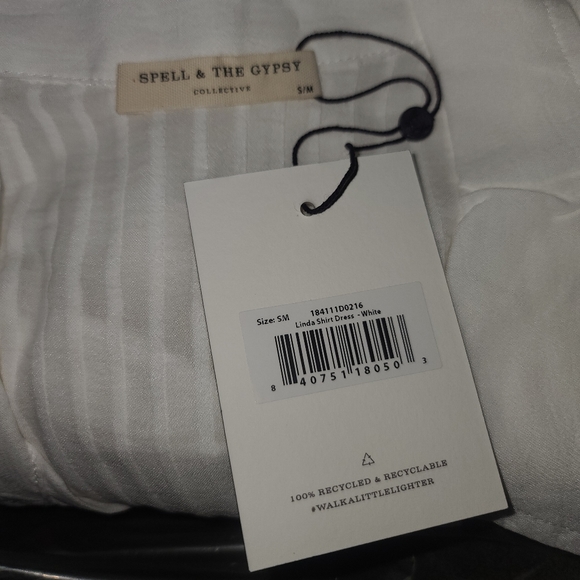 SPELL & THE GYPSY
COLLECTIVE
S/M
Size: SM 184111D0216
Linda Shirt Dress - White
8 40751 18050 3
100% RECYCLED & RECYCLABLE
#WALKALITTLELIGHTER